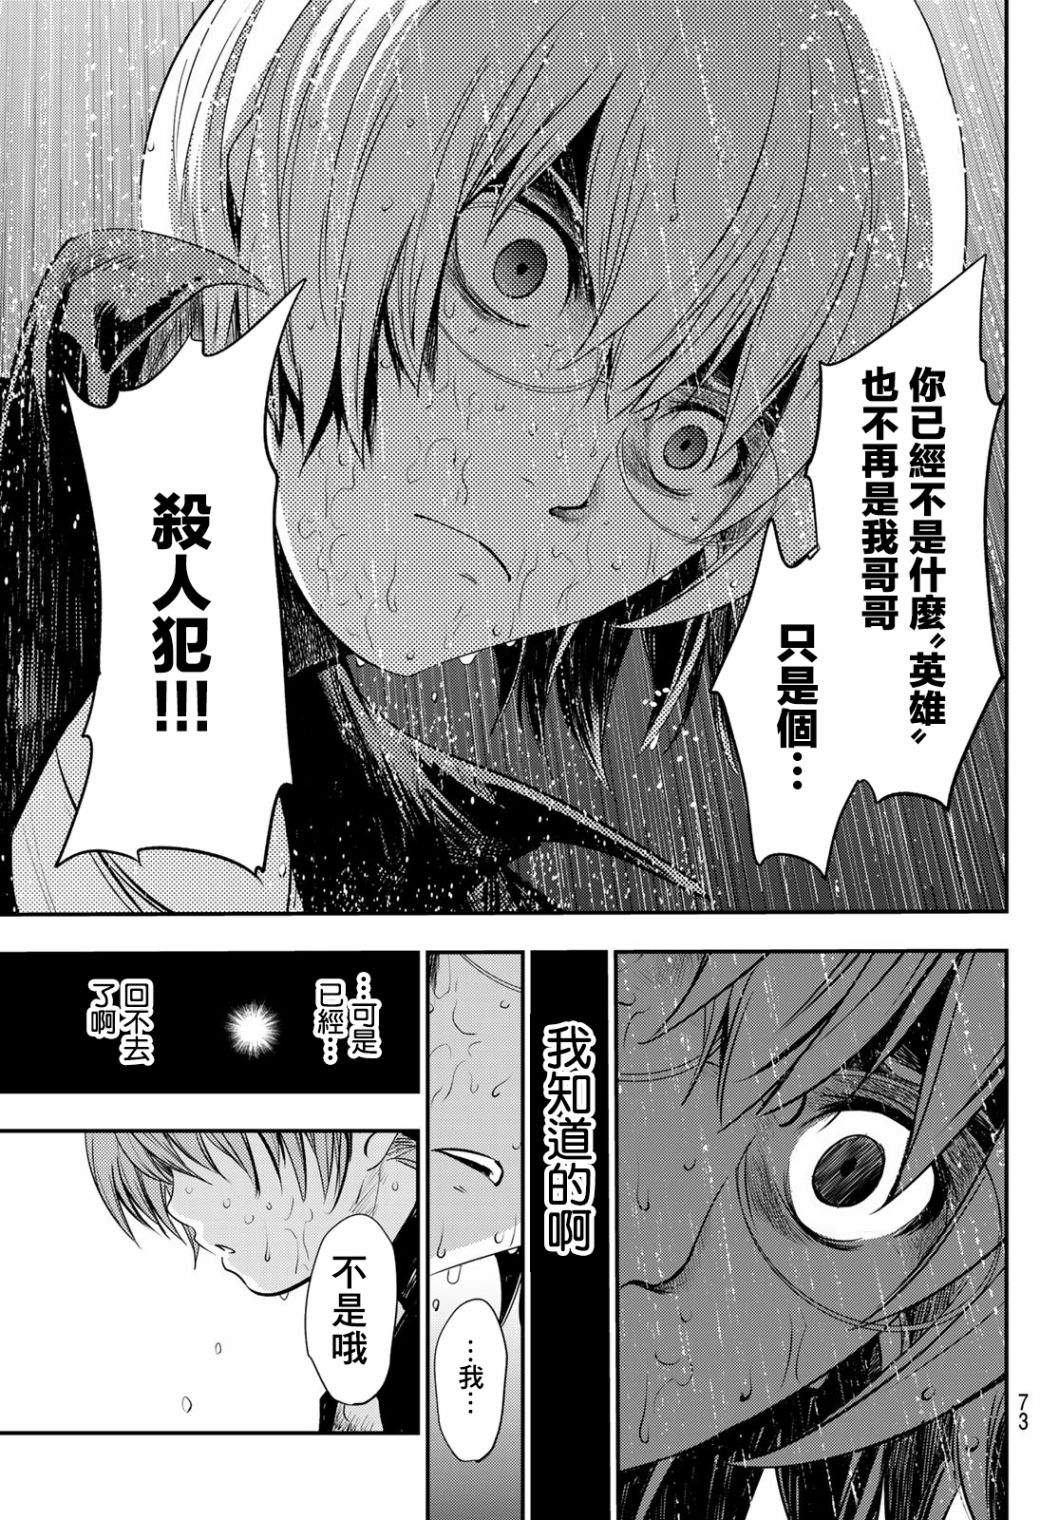 你已經不是什麼〝英雄〞
也不再是我哥哥
只是個…
殺人犯!!!
我知道的啊
…可是
已經…
回不去
了啊
…我…
不是哦
73